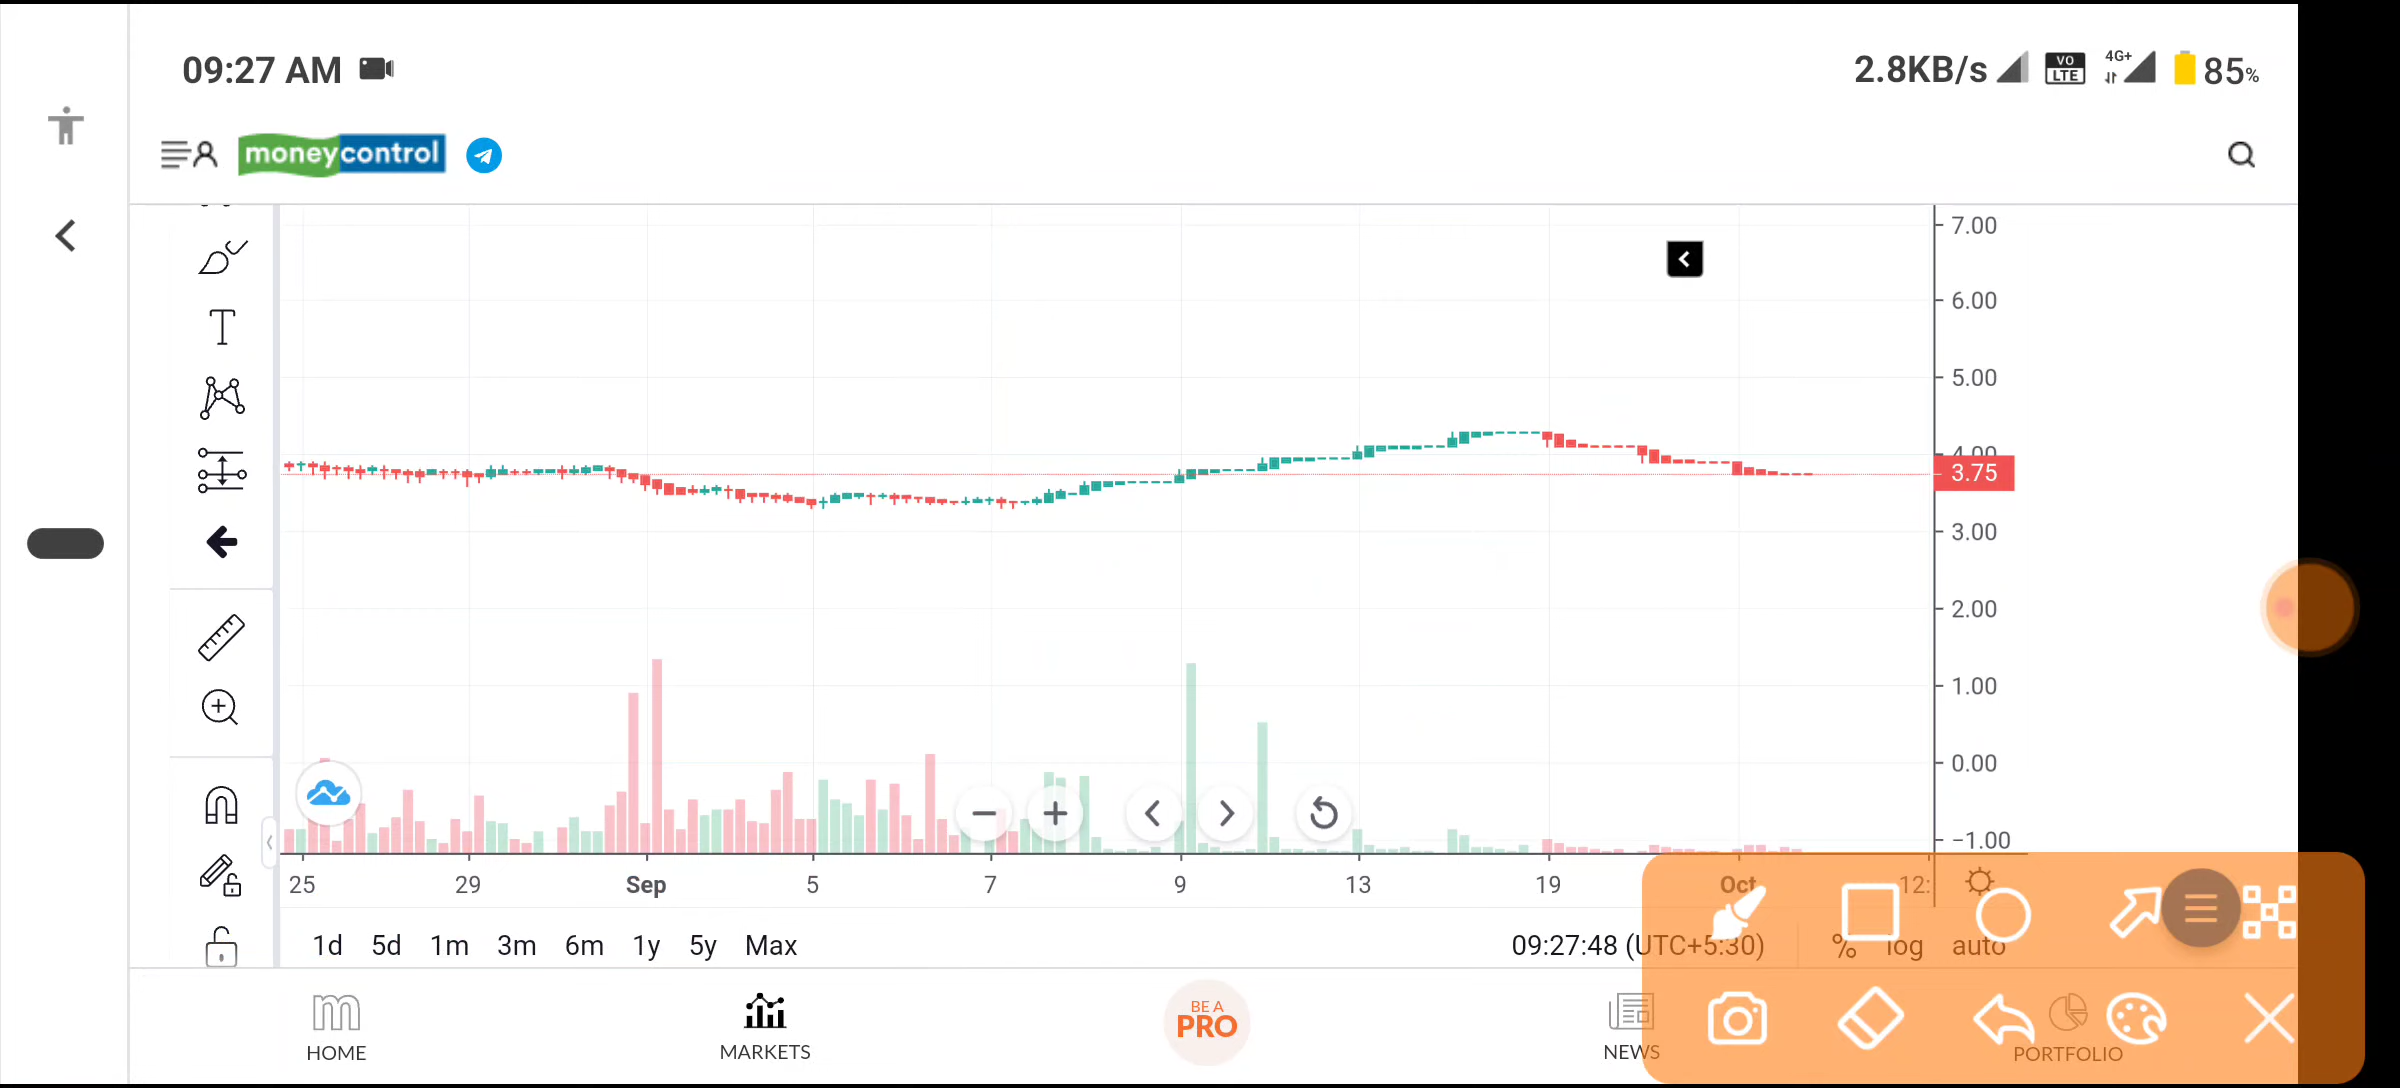 09:27 AM
2.8KB/s VO LTE 4G+ 85%
moneycontrol
7.00
6.00
5.00
4.00
3.75
3.00
2.00
1.00
0.00
−1.00
25 29 Sep 5 7 9 13 19 Oct 12:
1d 5d 1m 3m 6m 1y 5y Max 09:27:48 (UTC+5:30) % log auto
HOME MARKETS BE A PRO NEWS PORTFOLIO